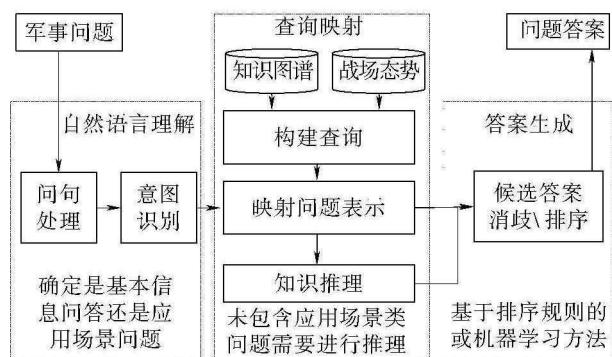 军事问题
查询映射
问题答案
知识图谱
战场态势
自然语言理解
构建查询
答案生成
问句
处理
意图
识别
映射问题表示
候选答案
消歧\排序
知识推理
确定是基本信
息问答还是应
用场景问题
未包含应用场景类
问题需要进行推理
基于排序规则的
或机器学习方法